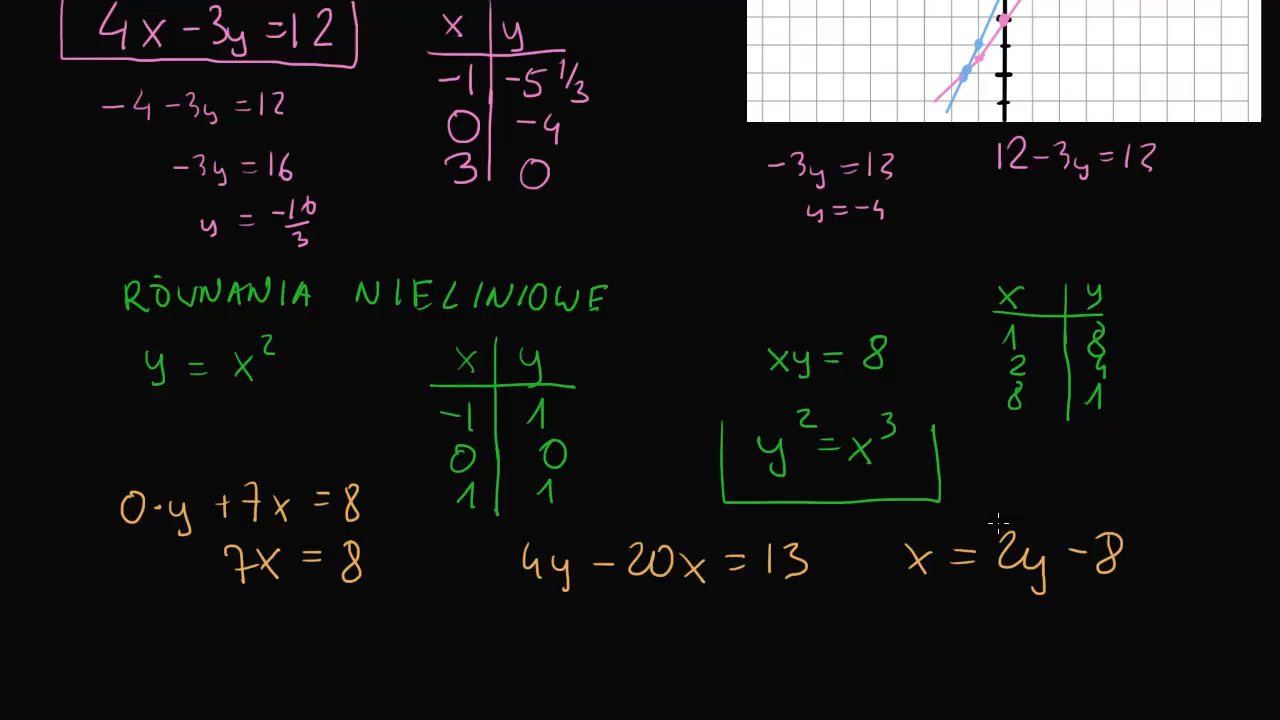 4x - 3y = 12
-4 - 3y = 12
-3y = 16
y = -16/3
x | y
-1 | -5 1/3
0 | -4
3 | 0
-3y = 12
y = -4
12 - 3y = 12
RÓWNANIA NIELINIOWE
y = x²
x | y
-1 | 1
0 | 0
1 | 1
xy = 8
y² = x³
x | y
1 | 8
2 | 4
8 | 1
0·y + 7x = 8
7x = 8
4y - 20x = 13
x = 2y - 8